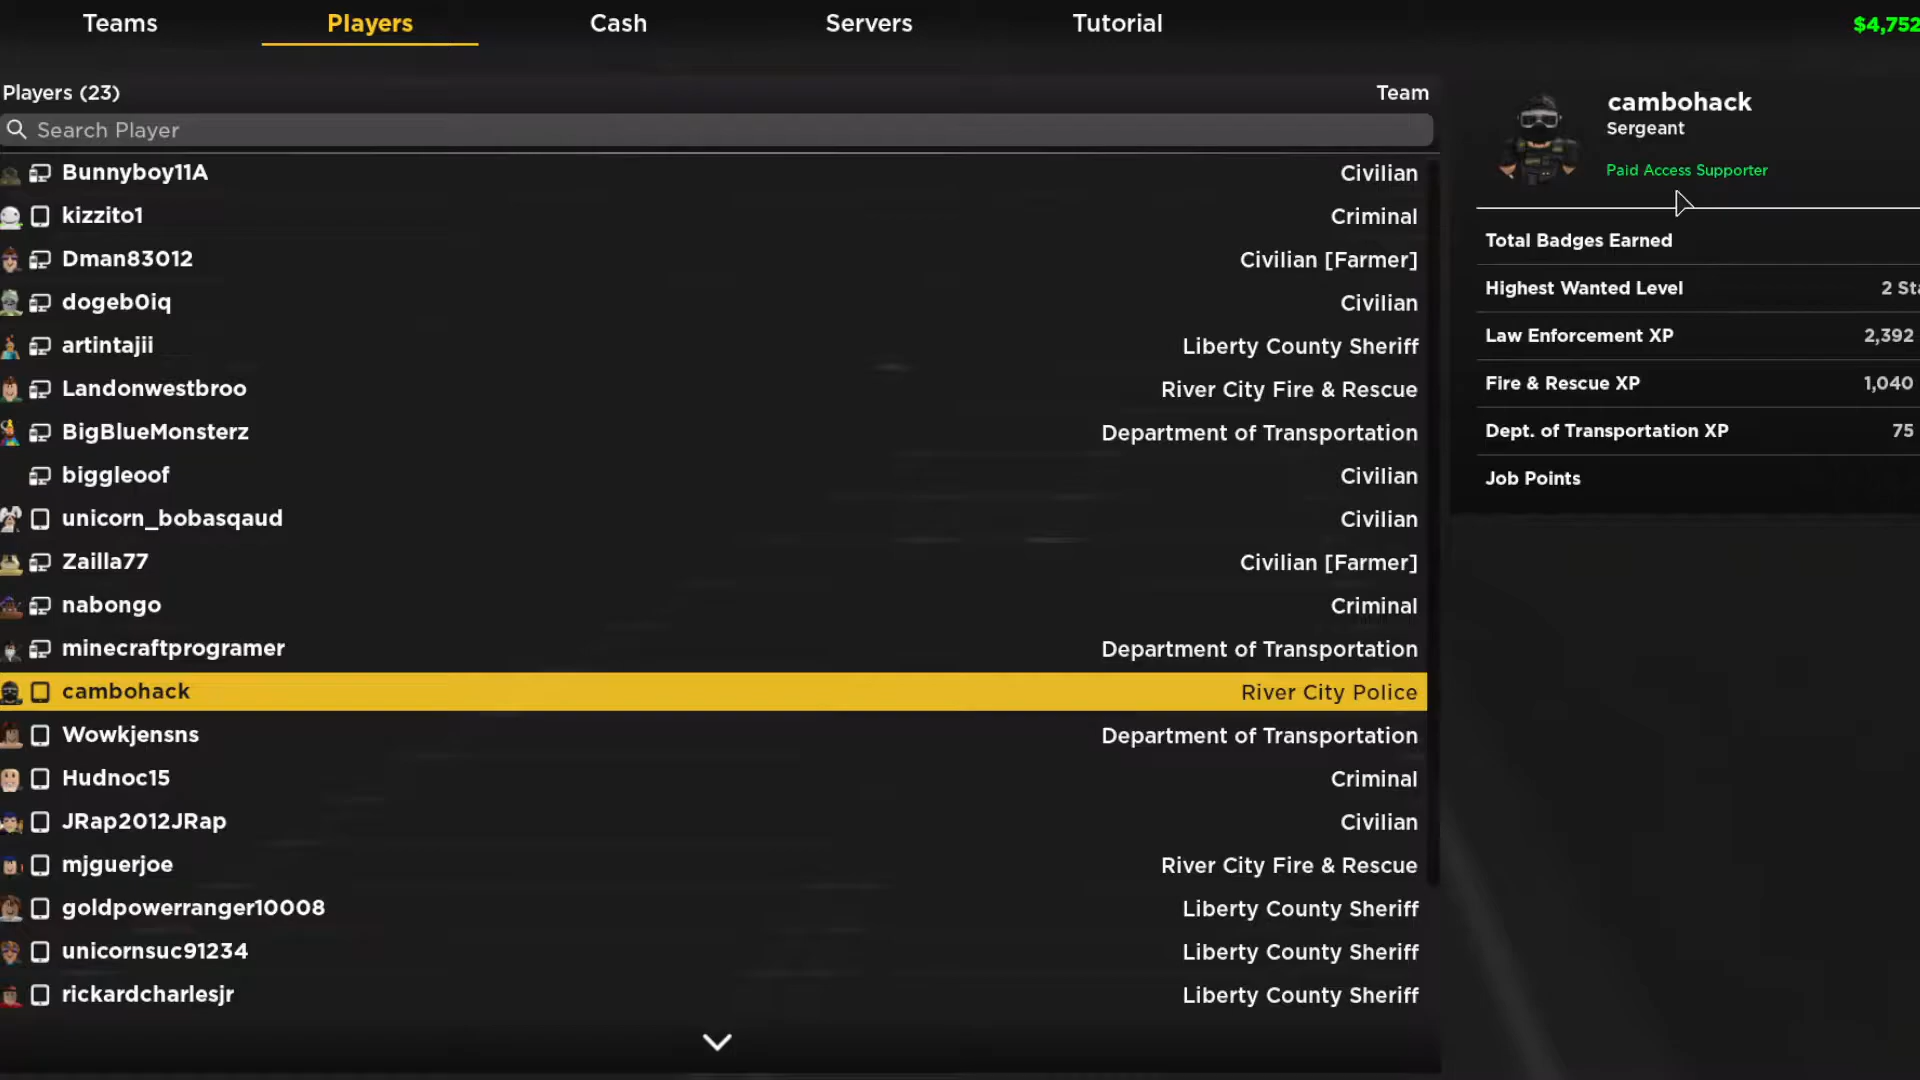 Teams Players Cash Servers Tutorial $4,752
Players (23) Team
Search Player
Bunnyboy11A Civilian
kizzito1 Criminal
Dman83012 Civilian [Farmer]
dogeb0iq Civilian
artintajii Liberty County Sheriff
Landonwestbroo River City Fire & Rescue
BigBlueMonsterz Department of Transportation
biggleoof Civilian
unicorn_bobasqaud Civilian
Zailla77 Civilian [Farmer]
nabongo Criminal
minecraftprogramer Department of Transportation
cambohack River City Police
Wowkjensns Department of Transportation
Hudnoc15 Criminal
JRap2012JRap Civilian
mjguerjoe River City Fire & Rescue
goldpowerranger10008 Liberty County Sheriff
unicornsuc91234 Liberty County Sheriff
rickardcharlesjr Liberty County Sheriff
cambohack
Sergeant
Paid Access Supporter
Total Badges Earned
Highest Wanted Level 2
Law Enforcement XP 2,392
Fire & Rescue XP 1,040
Dept. of Transportation XP 75
Job Points